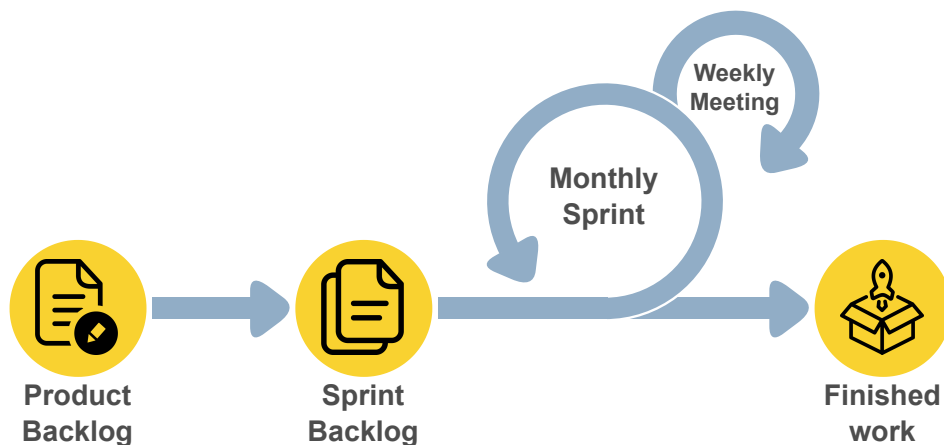 Weekly
Meeting
Monthly
Sprint
Product
Backlog
Sprint
Backlog
Finished
work